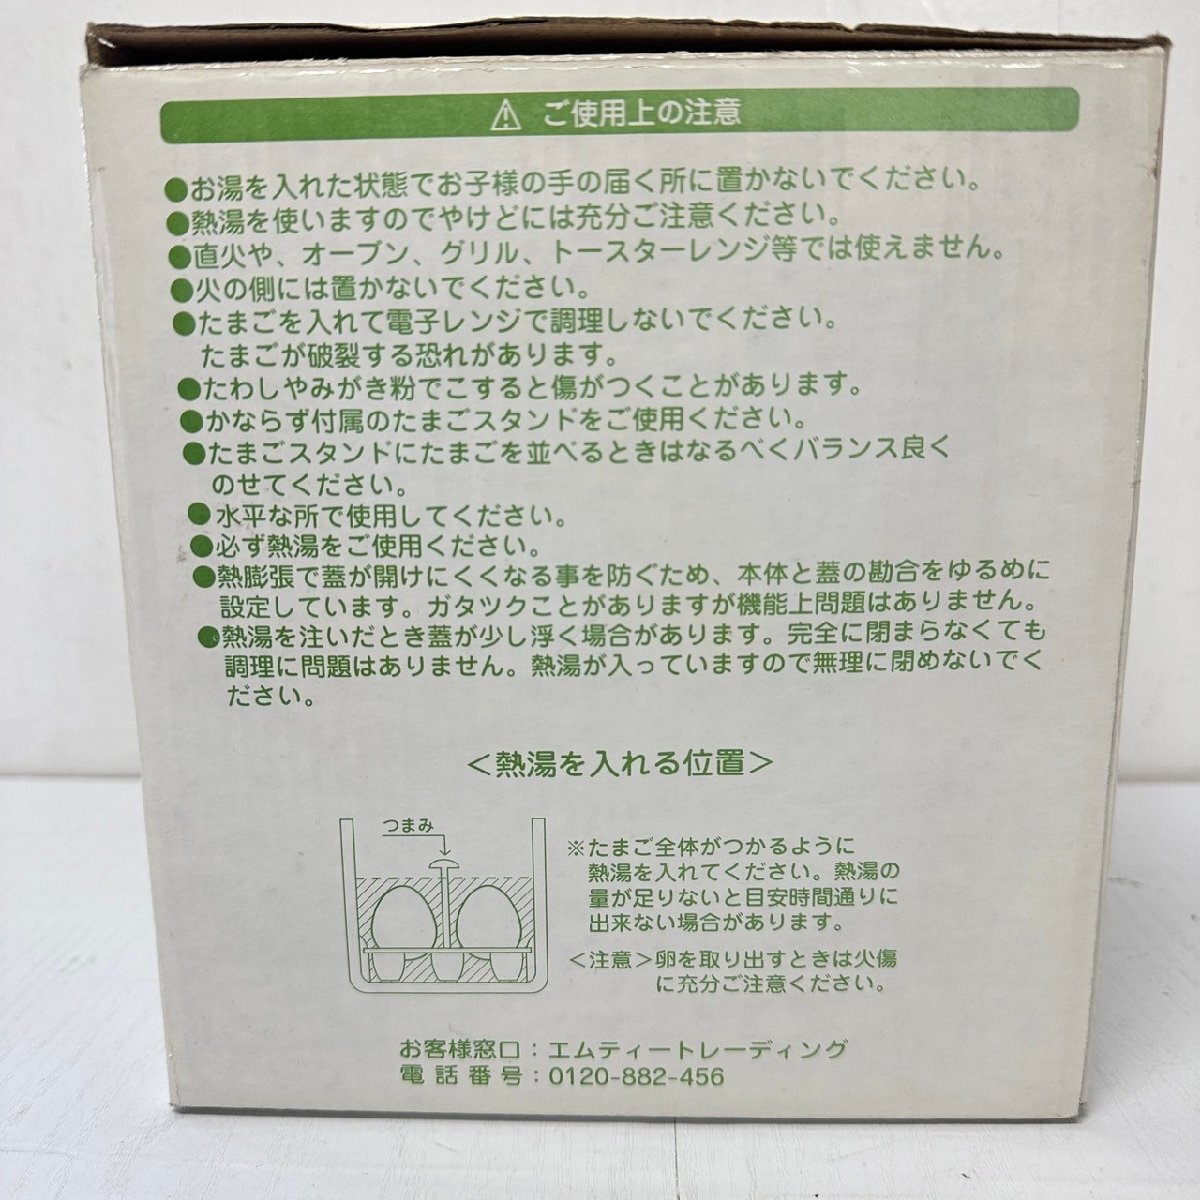 ⚠ ご使用上の注意
●お湯を入れた状態でお子様の手の届く所に置かないでください。
●熱湯を使いますのでやけどには充分ご注意ください。
●直火や、オーブン、グリル、トースターレンジ等では使えません。
●火の側には置かないでください。
●たまごを入れて電子レンジで調理しないでください。
たまごが破裂する恐れがあります。
●たわしやみがき粉でこすると傷がつくことがあります。
●かならず付属のたまごスタンドをご使用ください。
●たまごスタンドにたまごを並べるときはなるべくバランス良く
のせてください。
●水平な所で使用してください。
●必ず熱湯をご使用ください。
●熱膨張で蓋が開けにくくなる事を防ぐため、本体と蓋の勘合をゆるめに
設定しています。ガタツクことがありますが機能上問題はありません。
●熱湯を注いだとき蓋が少し浮く場合があります。完全に閉まらなくても
調理に問題はありません。熱湯が入っていますので無理に閉めないでく
ださい。
＜熱湯を入れる位置＞
つまみ
※たまご全体がつかるように
熱湯を入れてください。熱湯の
量が足りないと目安時間通りに
出来ない場合があります。
＜注意＞卵を取り出すときは火傷
に充分ご注意ください。
お客様窓口：エムティートレーディング
電話番号：0120-882-456